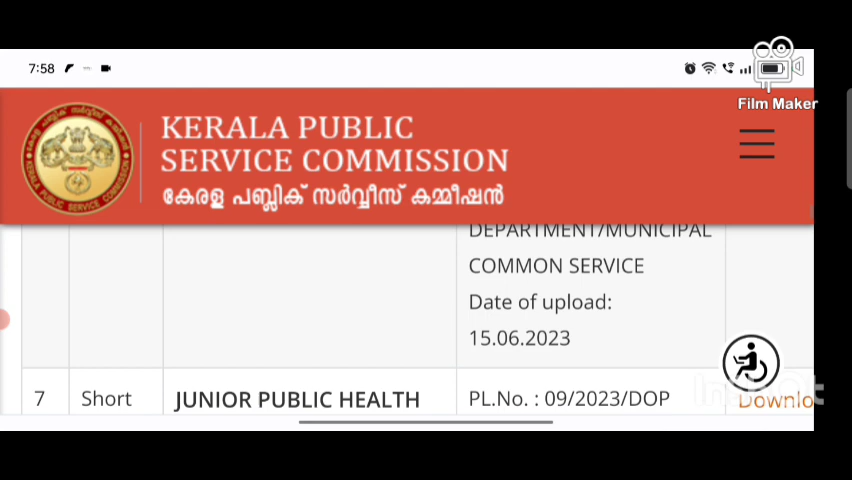 7:58
Film Maker
KERALA PUBLIC
SERVICE COMMISSION
കേരള പബ്ലിക് സർവ്വീസ് കമ്മീഷൻ
DEPARTMENT/MUNICIPAL
COMMON SERVICE
Date of upload:
15.06.2023
7 Short JUNIOR PUBLIC HEALTH PL.No. : 09/2023/DOP Downlo